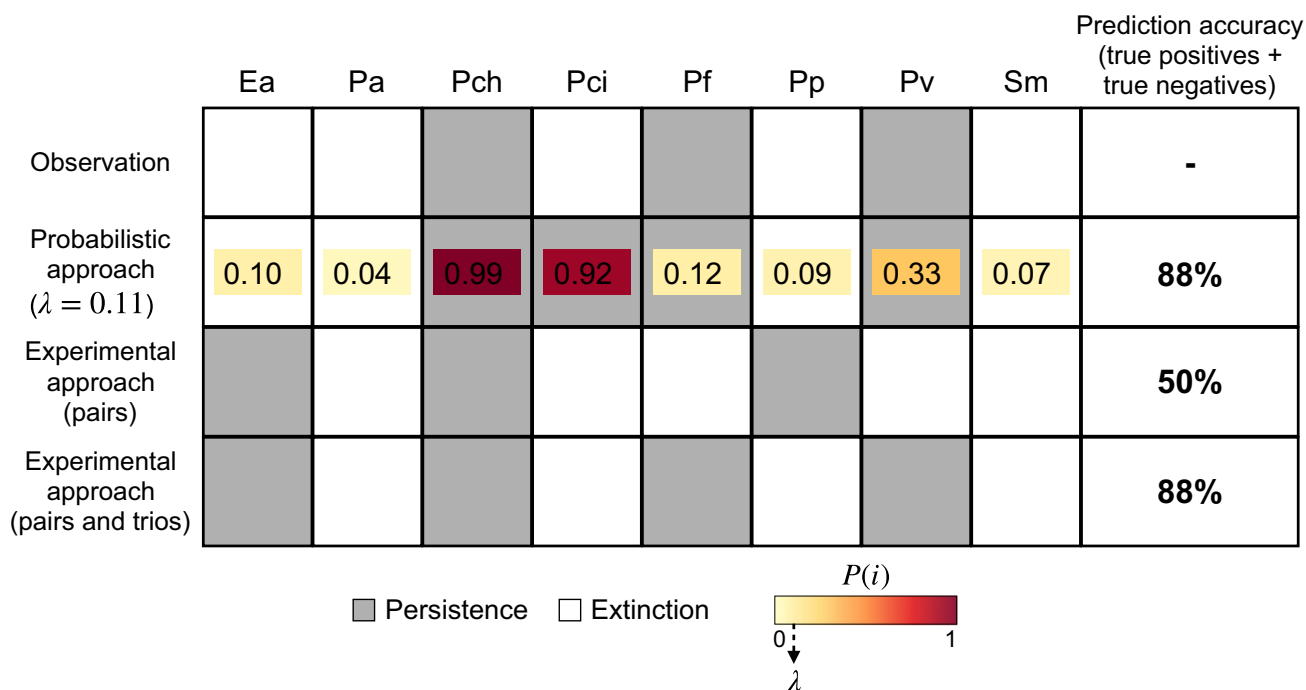 Prediction accuracy
(true positives +
true negatives)
Ea Pa Pch Pci Pf Pp Pv Sm
Observation
-
Probabilistic
approach
(λ = 0.11)
0.10 0.04 0.99 0.92 0.12 0.09 0.33 0.07
88%
Experimental
approach
(pairs)
50%
Experimental
approach
(pairs and trios)
88%
Persistence Extinction
P(i)
0 1
λ